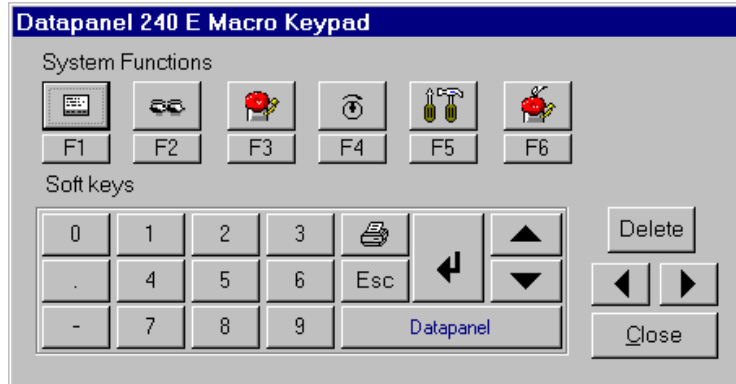 Datapanel 240 E Macro Keypad
System Functions
F1 F2 F3 F4 F5 F6
Soft keys
0 1 2 3 Delete
. 4 5 6 Esc
- 7 8 9 Datapanel Close